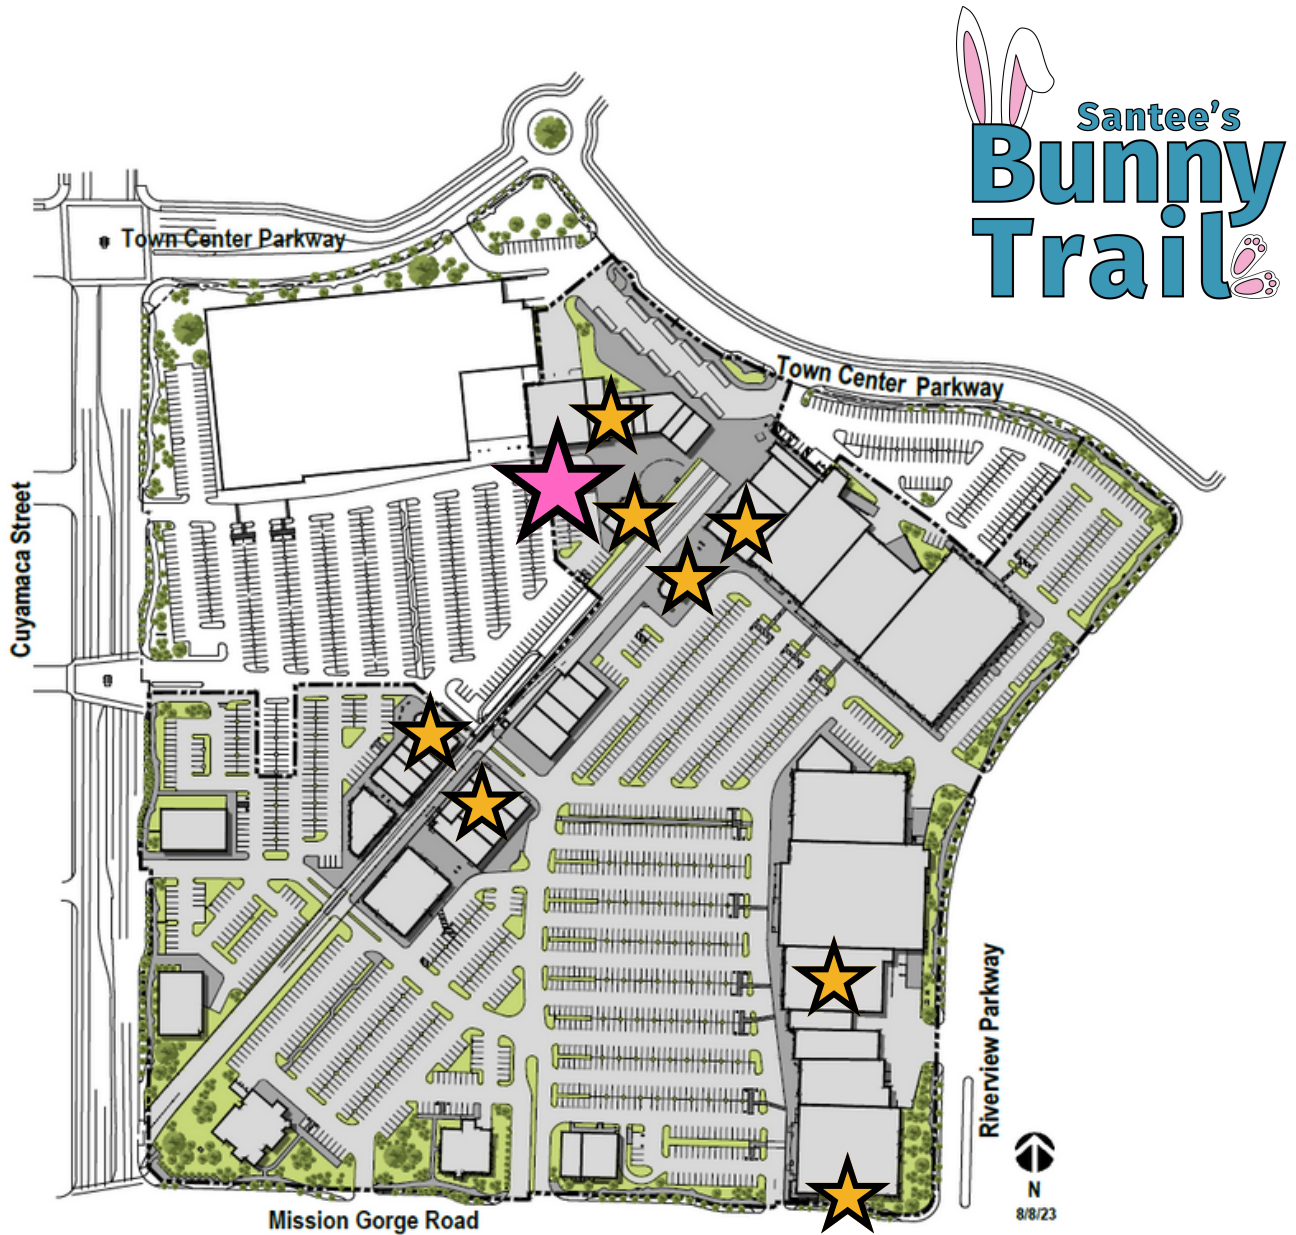 Santee's
Bunny
Trail
Town Center Parkway
Town Center Parkway
Cuyamaca Street
Riverview Parkway
N
8/8/23
Mission Gorge Road